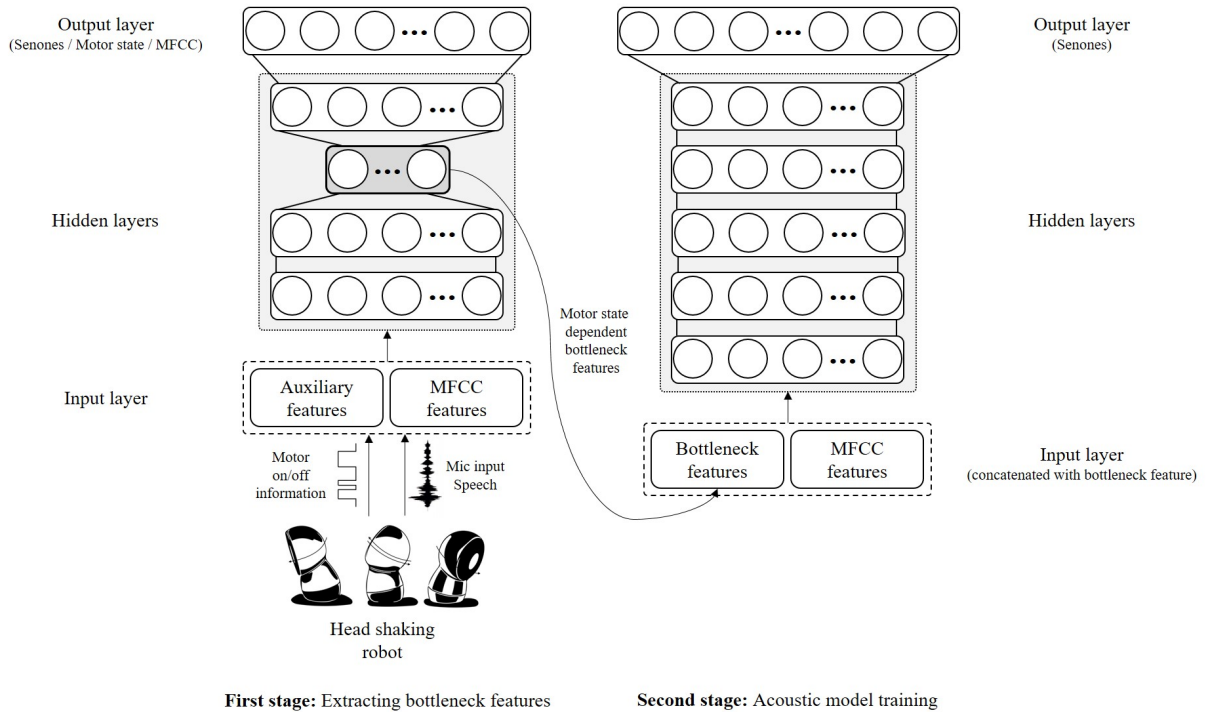 Output layer
(Senones / Motor state / MFCC)
Hidden layers
Input layer
Auxiliary
features
MFCC
features
Motor
on/off
information
Mic input
Speech
Head shaking
robot
First stage: Extracting bottleneck features
Motor state
dependent
bottleneck
features
Output layer
(Senones)
Hidden layers
Bottleneck
features
MFCC
features
Input layer
(concatenated with bottleneck feature)
Second stage: Acoustic model training